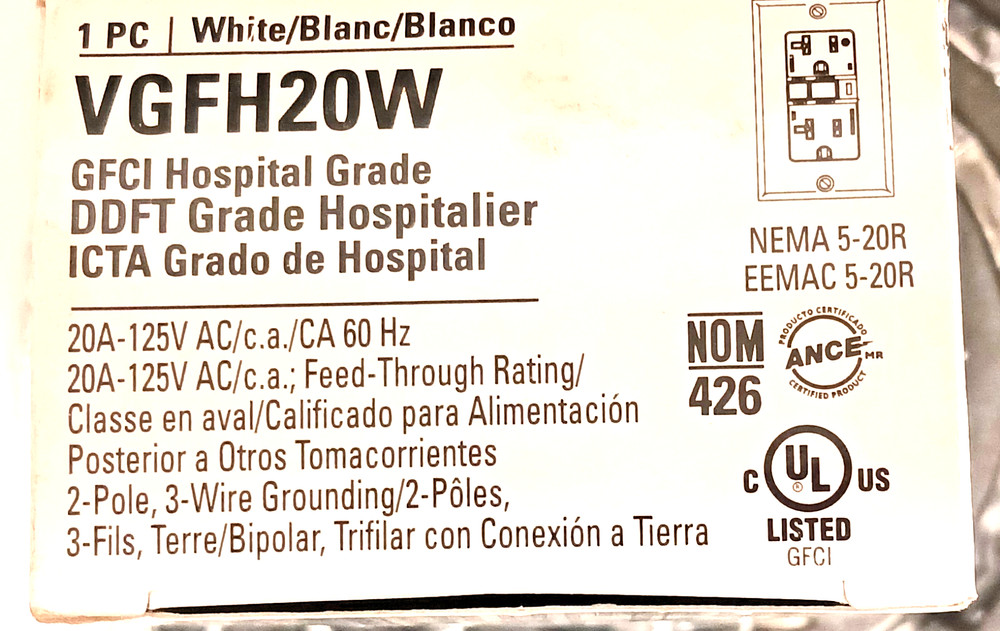 1 PC | White/Blanc/Blanco
VGFH20W
GFCI Hospital Grade
DDFT Grade Hospitalier
ICTA Grado de Hospital
20A-125V AC/c.a./CA 60 Hz
20A-125V AC/c.a.; Feed-Through Rating/
Classe en aval/Calificado para Alimentación
Posterior a Otros Tomacorrientes
2-Pole, 3-Wire Grounding/2-Pôles,
3-Fils, Terre/Bipolar, Trifilar con Conexión a Tierra
NEMA 5-20R
EEMAC 5-20R
NOM
426
PRODUCTO CERTIFICADO
ANCE MR
CERTIFIED PRODUCT
C UL® US
LISTED
GFCI